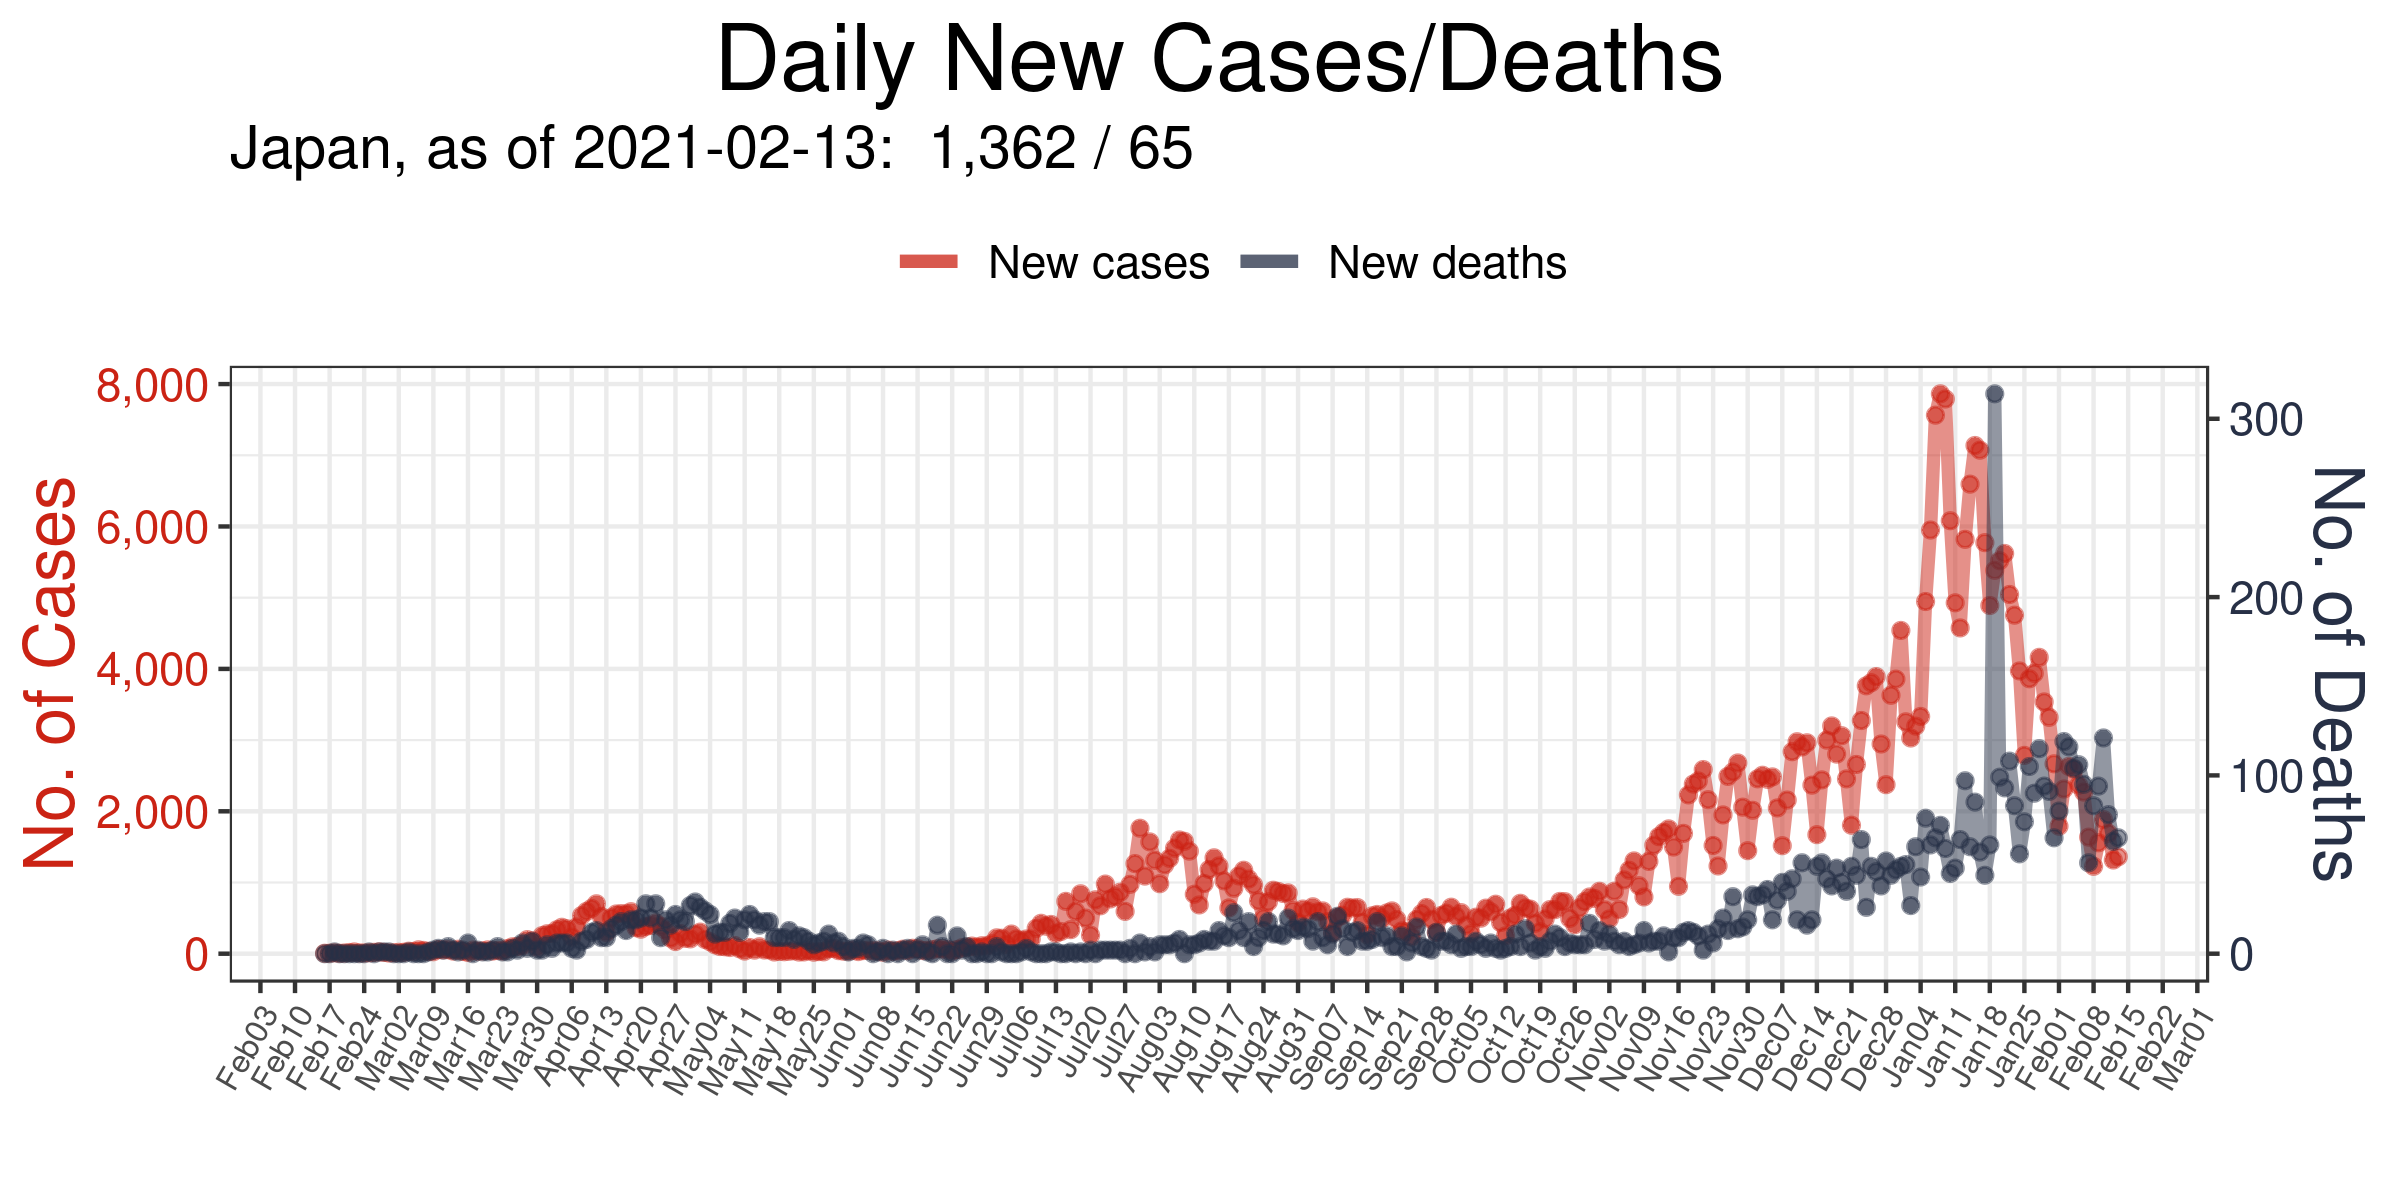 Daily New Cases/Deaths
Japan, as of 2021-02-13:  1,362 / 65
New cases New deaths
No. of Cases
8,000
6,000
4,000
2,000
0
300
200
100
0
No. of Deaths
Feb03 Feb10 Feb17 Feb24 Mar02 Mar09 Mar16 Mar23 Mar30 Apr06 Apr13 Apr20 Apr27 May04 May11 May18 May25 Jun01 Jun08 Jun15 Jun22 Jun29 Jul06 Jul13 Jul20 Jul27 Aug03 Aug10 Aug17 Aug24 Aug31 Sep07 Sep14 Sep21 Sep28 Oct05 Oct12 Oct19 Oct26 Nov02 Nov09 Nov16 Nov23 Nov30 Dec07 Dec14 Dec21 Dec28 Jan04 Jan11 Jan18 Jan25 Feb01 Feb08 Feb15 Feb22 Mar01